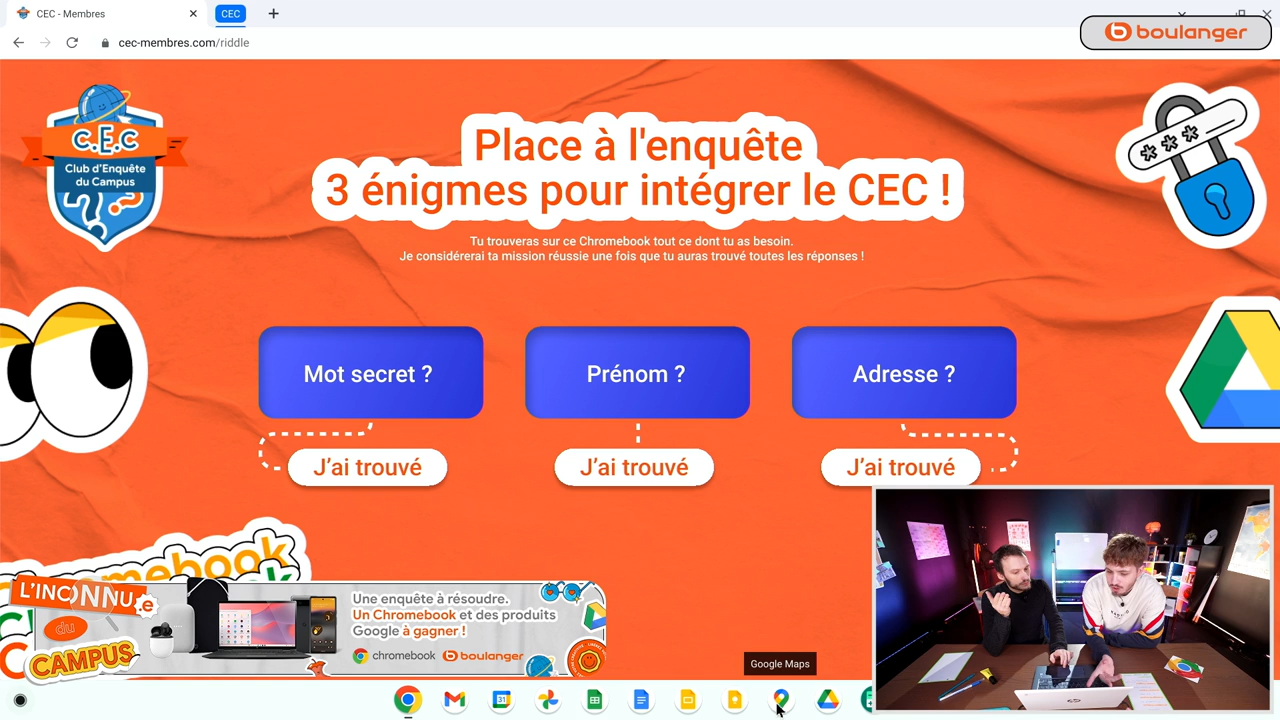 CEC - Membres
CEC
cec-membres.com/riddle
boulanger
C.E.C
Club d'Enquête
du Campus
Place à l'enquête
3 énigmes pour intégrer le CEC !
Tu trouveras sur ce Chromebook tout ce dont tu as besoin.
Je considérerai ta mission réussie une fois que tu auras trouvé toutes les réponses !
Mot secret ?
Prénom ?
Adresse ?
J'ai trouvé
J'ai trouvé
J'ai trouvé
L'INCONNU.e
du
CAMPUS
Une enquête à résoudre.
Un Chromebook et des produits
Google à gagner !
chromebook
boulanger
Google Maps
31